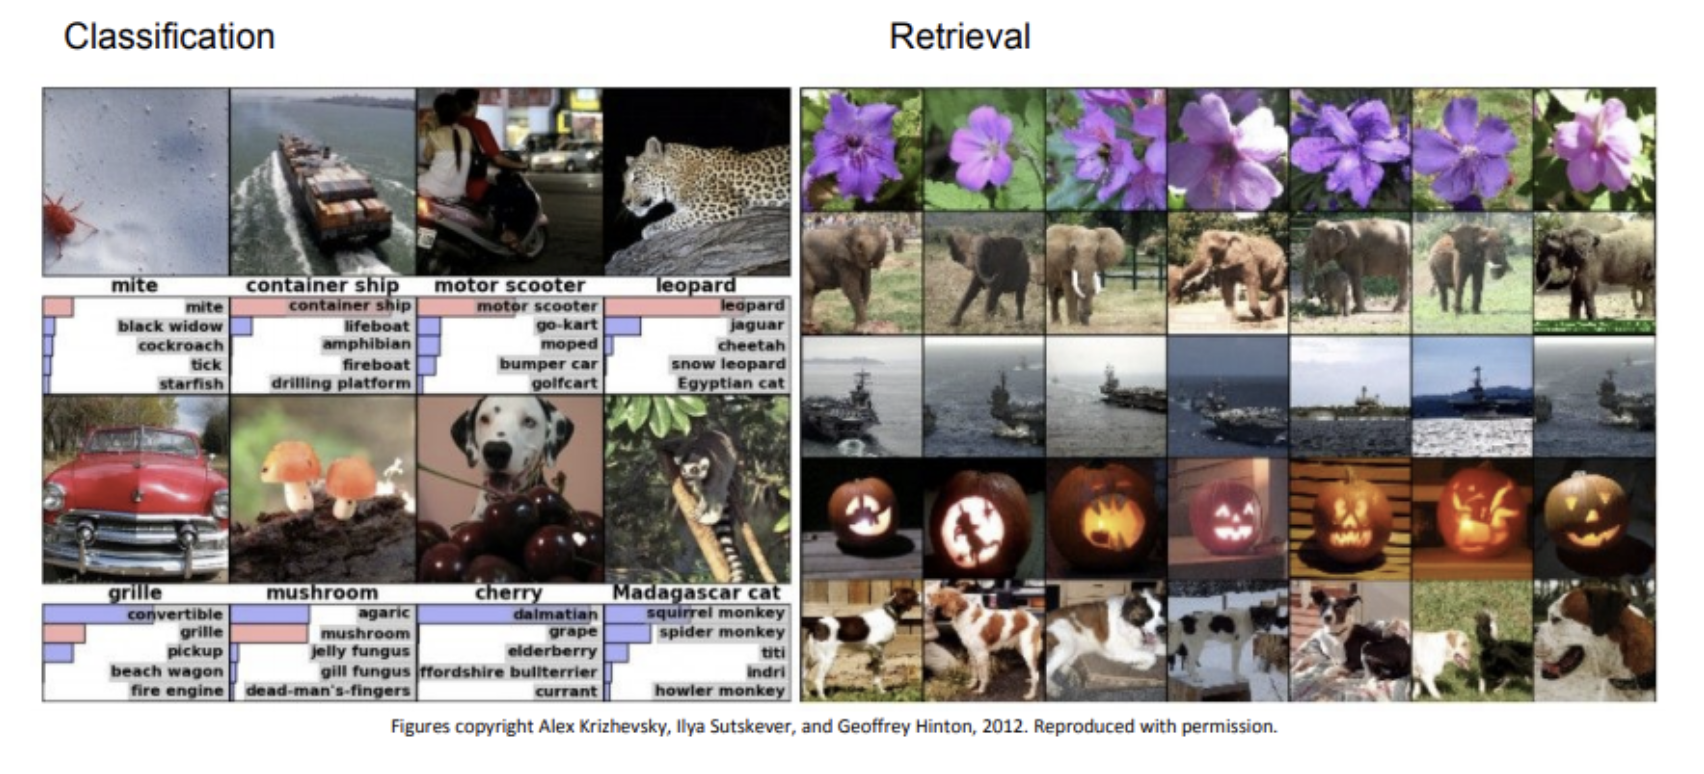 Classification
Retrieval
mite
container ship
motor scooter
leopard
mite
black widow
cockroach
tick
starfish
container ship
lifeboat
amphibian
fireboat
drilling platform
motor scooter
go-kart
moped
bumper car
golfcart
leopard
jaguar
cheetah
snow leopard
Egyptian cat
grille
mushroom
cherry
Madagascar cat
convertible
grille
pickup
beach wagon
fire engine
agaric
mushroom
jelly fungus
gill fungus
dead-man's-fingers
dalmatian
grape
elderberry
ffordshire bullterrier
currant
squirrel monkey
spider monkey
titi
indri
howler monkey
Figures copyright Alex Krizhevsky, Ilya Sutskever, and Geoffrey Hinton, 2012. Reproduced with permission.